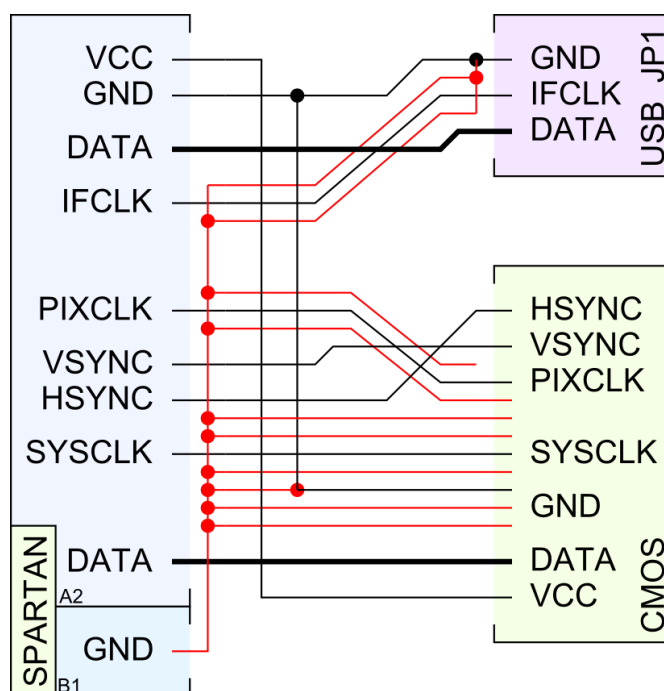 VCC
GND
DATA
IFCLK
PIXCLK
VSYNC
HSYNC
SYSCLK
DATA
A2
SPARTAN
GND
B1
GND
IFCLK
DATA
USB JP1
HSYNC
VSYNC
PIXCLK
SYSCLK
GND
DATA
VCC
CMOS